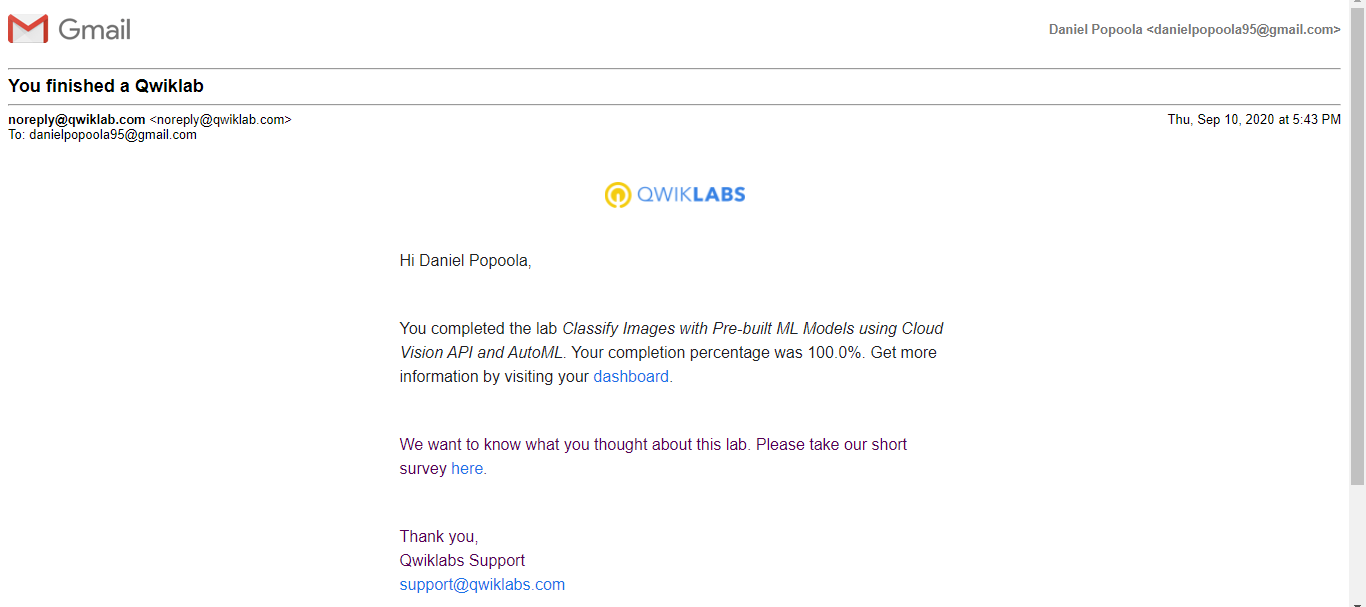 Gmail
Daniel Popoola <danielpopoola95@gmail.com>
You finished a Qwiklab
noreply@qwiklab.com <noreply@qwiklab.com>
Thu, Sep 10, 2020 at 5:43 PM
To: danielpopoola95@gmail.com
QWIKLABS
Hi Daniel Popoola,
You completed the lab Classify Images with Pre-built ML Models using Cloud
Vision API and AutoML. Your completion percentage was 100.0%. Get more
information by visiting your dashboard.
We want to know what you thought about this lab. Please take our short
survey here.
Thank you,
Qwiklabs Support
support@qwiklabs.com